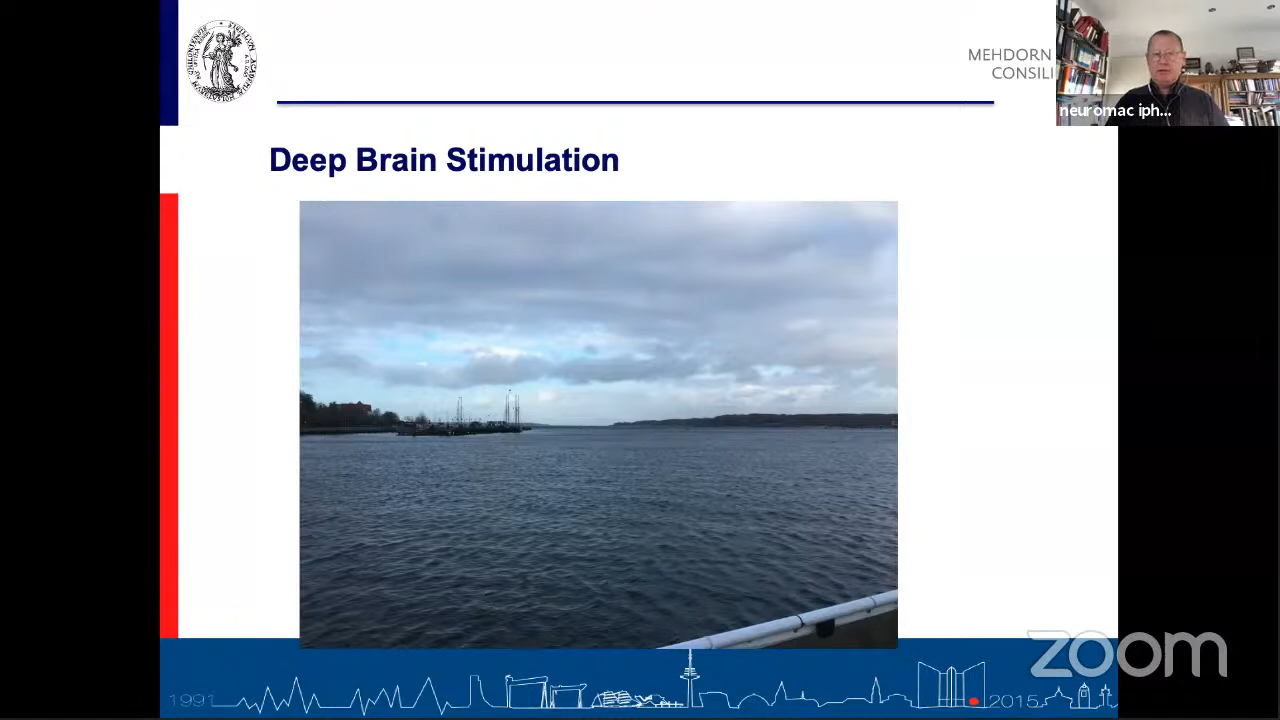 MEHDORN
CONSILI
neuromac iph...
Deep Brain Stimulation
zoom
1991
2015